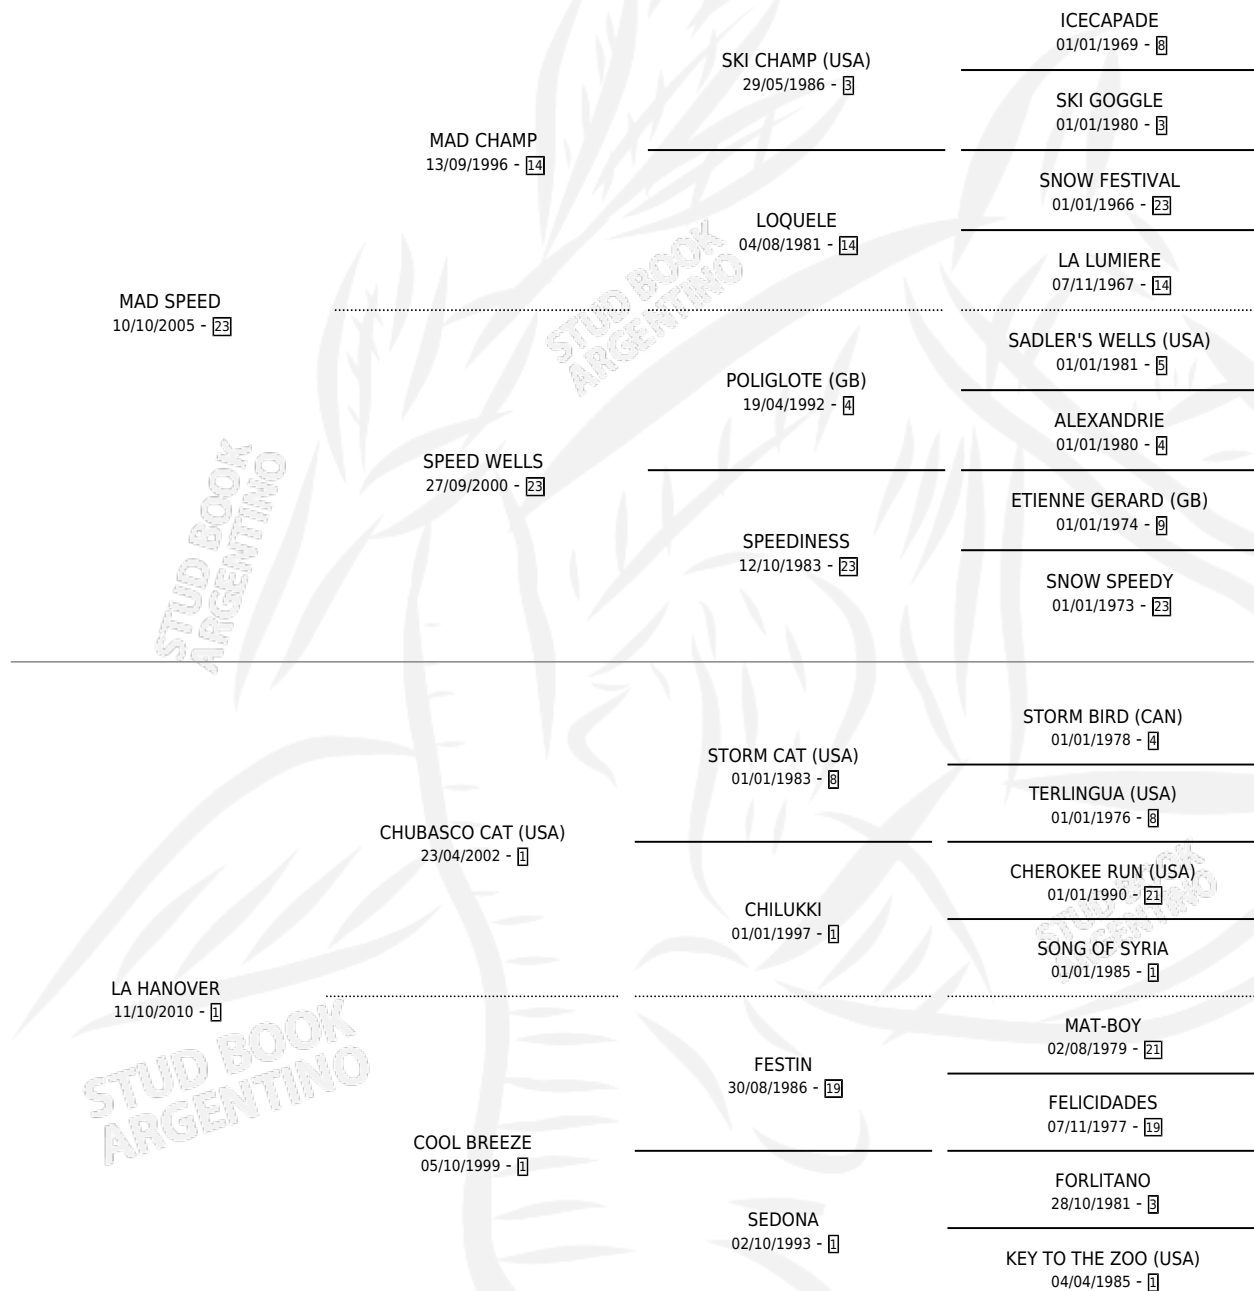 MAD SPEED
10/10/2005 - 23
MAD CHAMP
13/09/1996 - 14
SPEED WELLS
27/09/2000 - 23
SKI CHAMP (USA)
29/05/1986 - 3
LOQUELE
04/08/1981 - 14
POLIGLOTE (GB)
19/04/1992 - 4
SPEEDINESS
12/10/1983 - 23
ICECAPADE
01/01/1969 - 8
SKI GOGGLE
01/01/1980 - 3
SNOW FESTIVAL
01/01/1966 - 23
LA LUMIERE
07/11/1967 - 14
SADLER'S WELLS (USA)
01/01/1981 - 5
ALEXANDRIE
01/01/1980 - 4
ETIENNE GERARD (GB)
01/01/1974 - 9
SNOW SPEEDY
01/01/1973 - 23
LA HANOVER
11/10/2010 - 1
CHUBASCO CAT (USA)
23/04/2002 - 1
COOL BREEZE
05/10/1999 - 1
STORM CAT (USA)
01/01/1983 - 8
CHILUKKI
01/01/1997 - 1
FESTIN
30/08/1986 - 19
SEDONA
02/10/1993 - 1
STORM BIRD (CAN)
01/01/1978 - 4
TERLINGUA (USA)
01/01/1976 - 8
CHEROKEE RUN (USA)
01/01/1990 - 21
SONG OF SYRIA
01/01/1985 - 1
MAT-BOY
02/08/1979 - 21
FELICIDADES
07/11/1977 - 19
FORLITANO
28/10/1981 - 3
KEY TO THE ZOO (USA)
04/04/1985 - 1
STUD BOOK
ARGENTINO
STUD BOOK
ARGENTINO
STUD BOOK
ARGENTINO
STUD BOOK
ARGENTINO